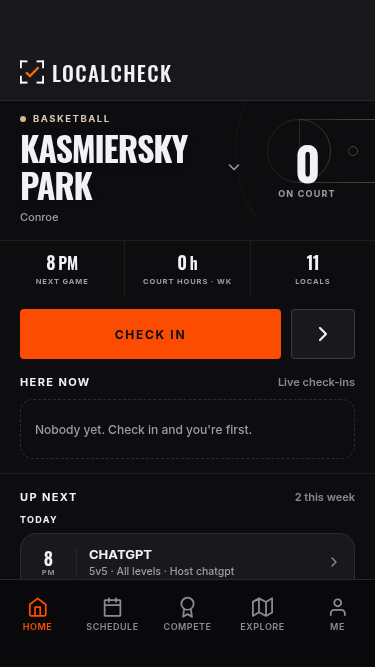 LOCALCHECK
BASKETBALL
KASMIERSKY
PARK
Conroe
0
ON COURT
8 PM
NEXT GAME
0 h
COURT HOURS · WK
11
LOCALS
CHECK IN
HERE NOW
Live check-ins
Nobody yet. Check in and you're first.
UP NEXT
2 this week
TODAY
8
PM
CHATGPT
5v5 · All levels · Host chatgpt
HOME
SCHEDULE
COMPETE
EXPLORE
ME